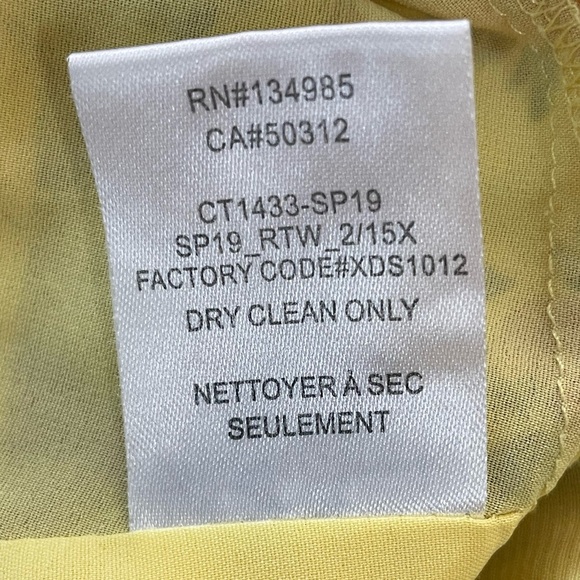 RN#134985
CA#50312
CT1433-SP19
SP19_RTW_2/15X
FACTORY CODE#XDS1012
DRY CLEAN ONLY
NETTOYER À SEC
SEULEMENT